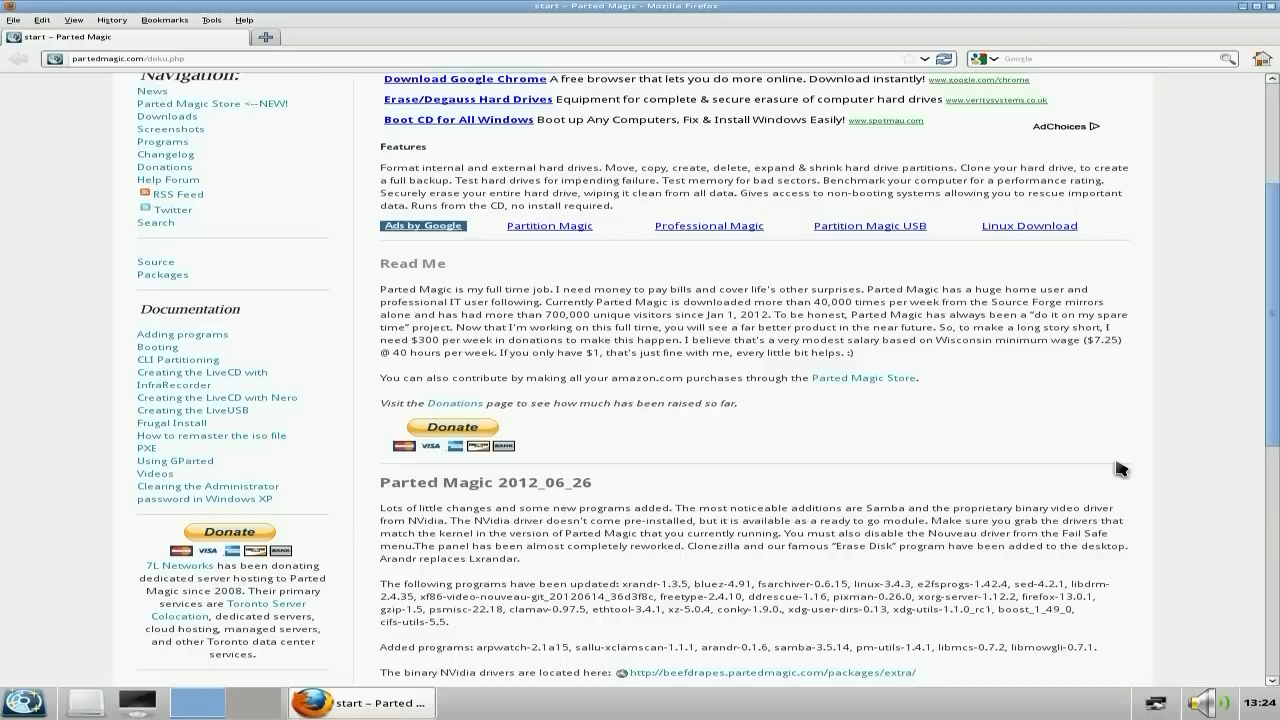 start – Parted Magic - Mozilla Firefox
File Edit View History Bookmarks Tools Help
start – Parted Magic
partedmagic.com/doku.php
Google
Navigation:
News
Parted Magic Store <--NEW!
Downloads
Screenshots
Programs
Changelog
Donations
Help Forum
RSS Feed
Twitter
Search
Source
Packages
Documentation
Adding programs
Booting
CLI Partitioning
Creating the LiveCD with
InfraRecorder
Creating the LiveCD with Nero
Creating the LiveUSB
Frugal Install
How to remaster the iso file
PXE
Using GParted
Videos
Clearing the Administrator
password in Windows XP
Donate
VISA BANK
7L Networks has been donating
dedicated server hosting to Parted
Magic since 2008. Their primary
services are Toronto Server
Colocation, dedicated servers,
cloud hosting, managed servers,
and other Toronto data center
services.
Download Google Chrome A free browser that lets you do more online. Download instantly! www.google.com/chrome
Erase/Degauss Hard Drives Equipment for complete & secure erasure of computer hard drives www.veritysystems.co.uk
Boot CD for All Windows Boot up Any Computers, Fix & Install Windows Easily! www.spotmau.com
AdChoices
Features
Format internal and external hard drives. Move, copy, create, delete, expand & shrink hard drive partitions. Clone your hard drive, to create
a full backup. Test hard drives for impending failure. Test memory for bad sectors. Benchmark your computer for a performance rating.
Securely erase your entire hard drive, wiping it clean from all data. Gives access to non-booting systems allowing you to rescue important
data. Runs from the CD, no install required.
Ads by Google Partition Magic Professional Magic Partition Magic USB Linux Download
Read Me
Parted Magic is my full time job. I need money to pay bills and cover life's other surprises. Parted Magic has a huge home user and
professional IT user following. Currently Parted Magic is downloaded more than 40,000 times per week from the Source Forge mirrors
alone and has had more than 700,000 unique visitors since Jan 1, 2012. To be honest, Parted Magic has always been a “do it on my spare
time” project. Now that I'm working on this full time, you will see a far better product in the near future. So, to make a long story short, I
need $300 per week in donations to make this happen. I believe that's a very modest salary based on Wisconsin minimum wage ($7.25)
@ 40 hours per week. If you only have $1, that's just fine with me, every little bit helps. :)
You can also contribute by making all your amazon.com purchases through the Parted Magic Store.
Visit the Donations page to see how much has been raised so far.
Donate
VISA BANK
Parted Magic 2012_06_26
Lots of little changes and some new programs added. The most noticeable additions are Samba and the proprietary binary video driver
from NVidia. The NVidia driver doesn't come pre-installed, but it is available as a ready to go module. Make sure you grab the drivers that
match the kernel in the version of Parted Magic that you currently running. You must also disable the Nouveau driver from the Fail Safe
menu.The panel has been almost completely reworked. Clonezilla and our famous “Erase Disk” program have been added to the desktop.
Arandr replaces Lxrandar.
The following programs have been updated: xrandr-1.3.5, bluez-4.91, fsarchiver-0.6.15, linux-3.4.3, e2fsprogs-1.42.4, sed-4.2.1, libdrm-
2.4.35, xf86-video-nouveau-git_20120614_36d3f8c, freetype-2.4.10, ddrescue-1.16, pixman-0.26.0, xorg-server-1.12.2, firefox-13.0.1,
gzip-1.5, psmisc-22.18, clamav-0.97.5, ethtool-3.4.1, xz-5.0.4, conky-1.9.0., xdg-user-dirs-0.13, xdg-utils-1.1.0_rc1, boost_1_49_0,
cifs-utils-5.5.
Added programs: arpwatch-2.1a15, sallu-xclamscan-1.1.1, arandr-0.1.6, samba-3.5.14, pm-utils-1.4.1, libmcs-0.7.2, libmowgli-0.7.1.
The binary NVidia drivers are located here: http://beefdrapes.partedmagic.com/packages/extra/
start – Parted ...
13:24